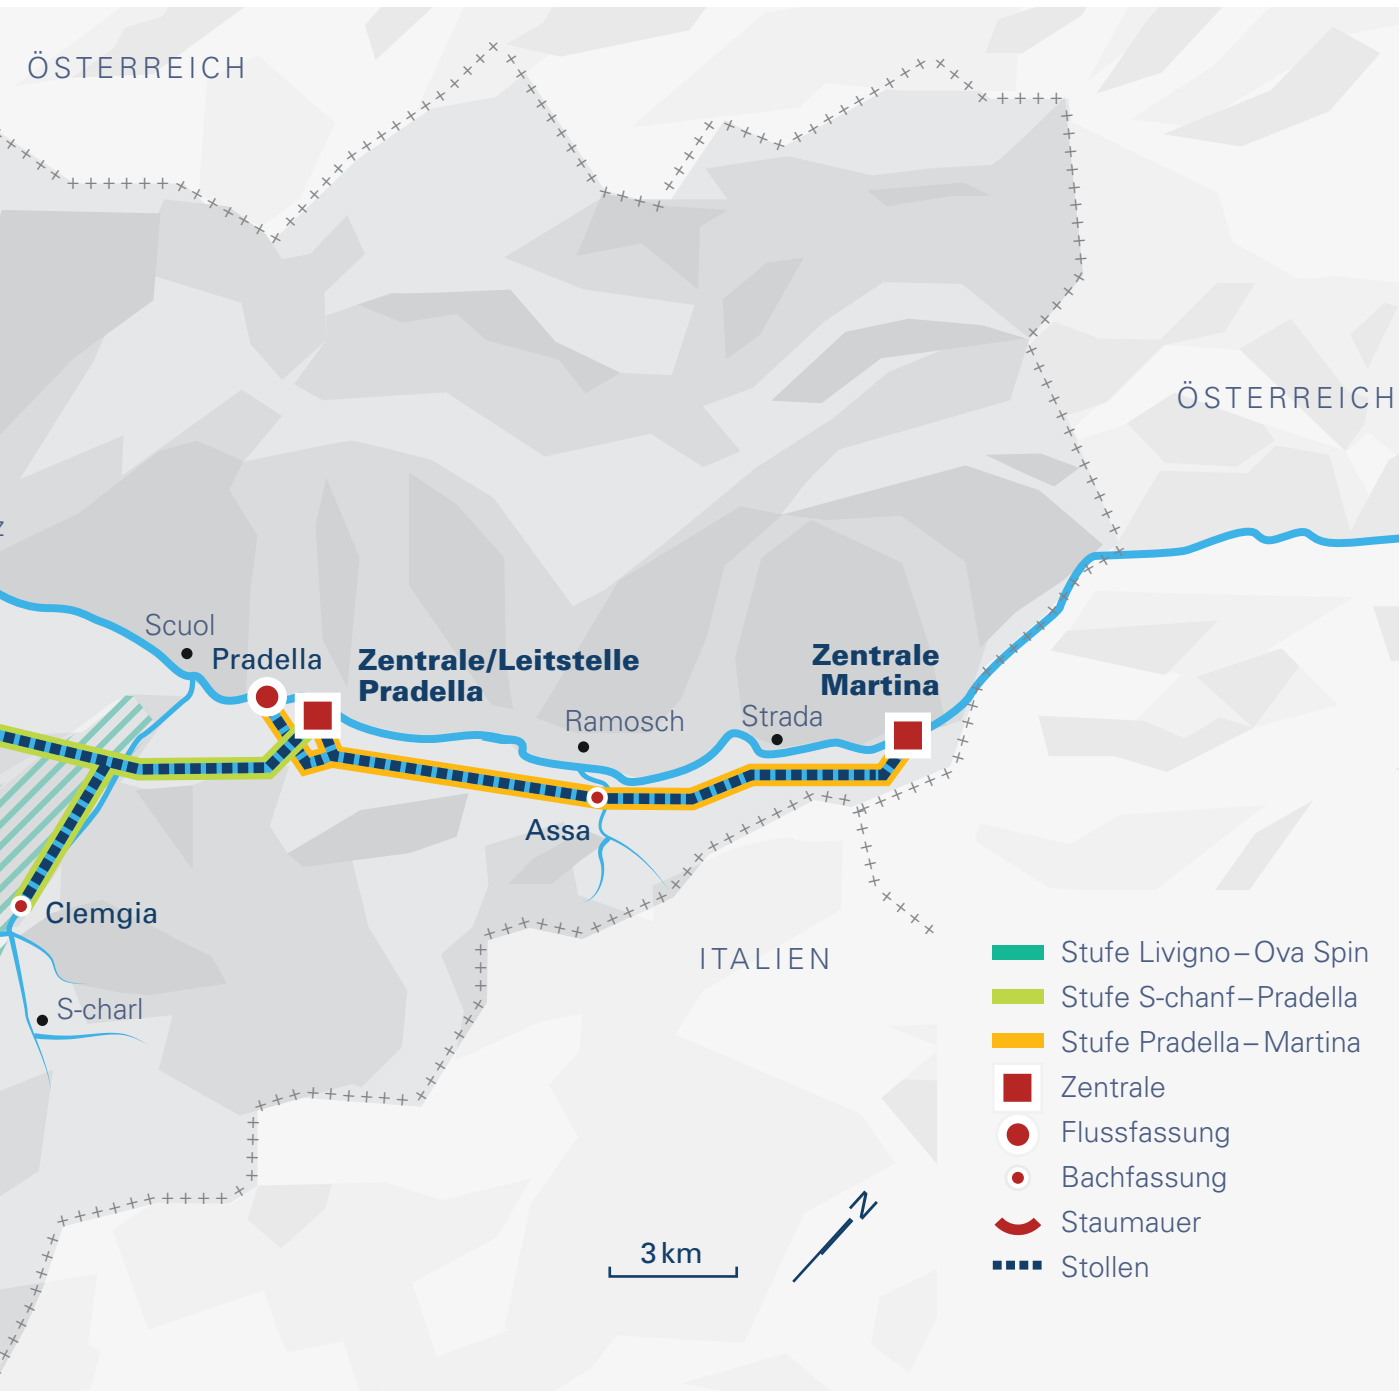 ÖSTERREICH
ÖSTERREICH
Scuol
Pradella
Zentrale/Leitstelle
Pradella
Zentrale
Martina
Ramosch
Strada
Assa
Clemgia
S-charl
ITALIEN
Stufe Livigno–Ova Spin
Stufe S-chanf–Pradella
Stufe Pradella–Martina
Zentrale
Flussfassung
Bachfassung
Staumauer
Stollen
3 km
N